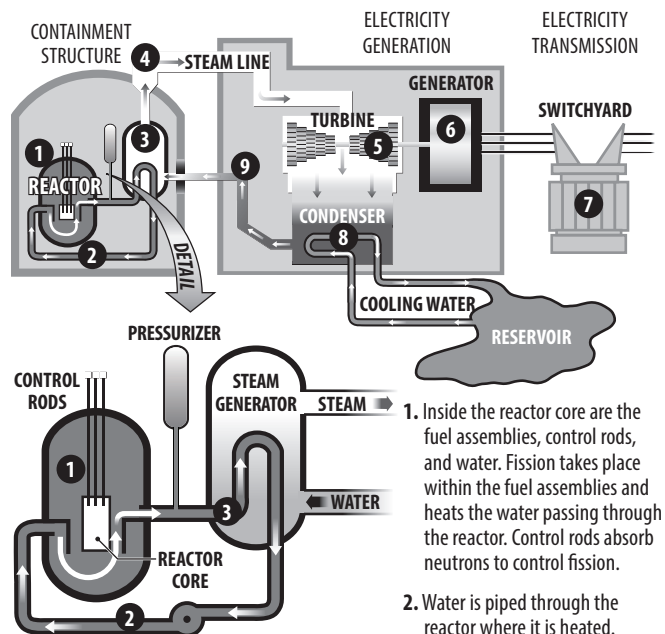 CONTAINMENT
STRUCTURE
ELECTRICITY
GENERATION
ELECTRICITY
TRANSMISSION
4
STEAM LINE
GENERATOR
TURBINE
SWITCHYARD
1
3
REACTOR
9
5
6
2
CONDENSER
8
7
DETAIL
COOLING WATER
RESERVOIR
PRESSURIZER
CONTROL
RODS
STEAM
GENERATOR
STEAM
1
3
WATER
REACTOR
CORE
2
1. Inside the reactor core are the
fuel assemblies, control rods,
and water. Fission takes place
within the fuel assemblies and
heats the water passing through
the reactor. Control rods absorb
neutrons to control fission.
2. Water is piped through the
reactor where it is heated.